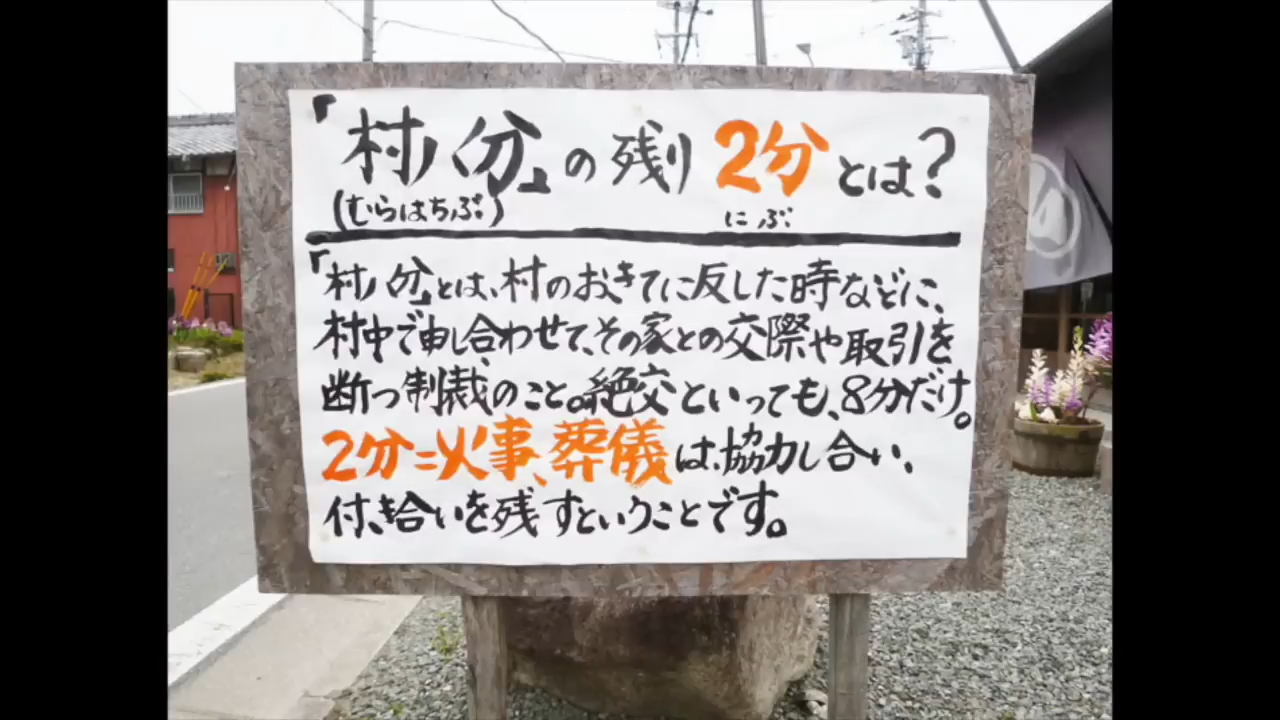 「村八分」の残り2分とは?
(むらはちぶ) にぶ
「村八分」とは、村のおきてに反した時などに、
村中で申し合わせて、その家との交際や取引を
断つ制裁のこと。絶交といっても、8分だけ。
2分=火事、葬儀は、協力し合い、
付き拾いを残すということです。